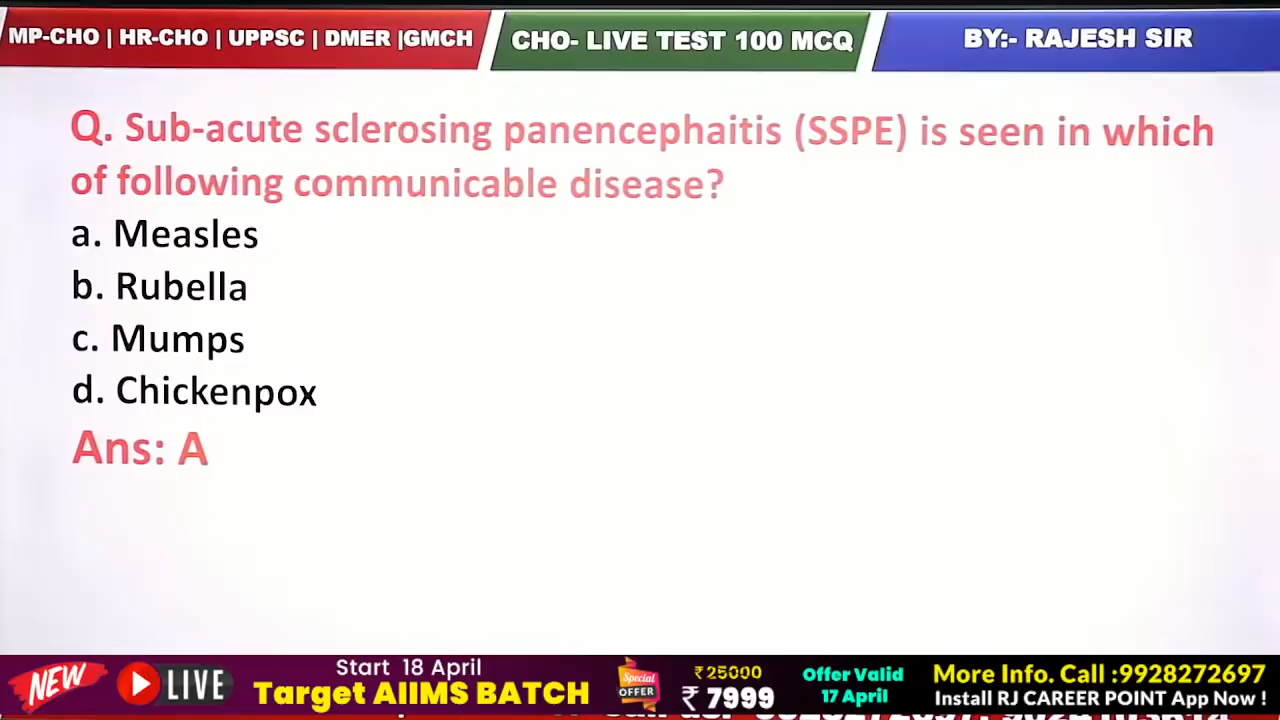 MP-CHO | HR-CHO | UPPSC | DMER |GMCH
CHO- LIVE TEST 100 MCQ
BY:- RAJESH SIR
Q. Sub-acute sclerosing panencephaitis (SSPE) is seen in which
of following communicable disease?
a. Measles
b. Rubella
c. Mumps
d. Chickenpox
Ans: A
NEW
LIVE
Start 18 April
Target AIIMS BATCH
Special
OFFER
₹25000
₹7999
Offer Valid
17 April
More Info. Call :9928272697
Install RJ CAREER POINT App Now !